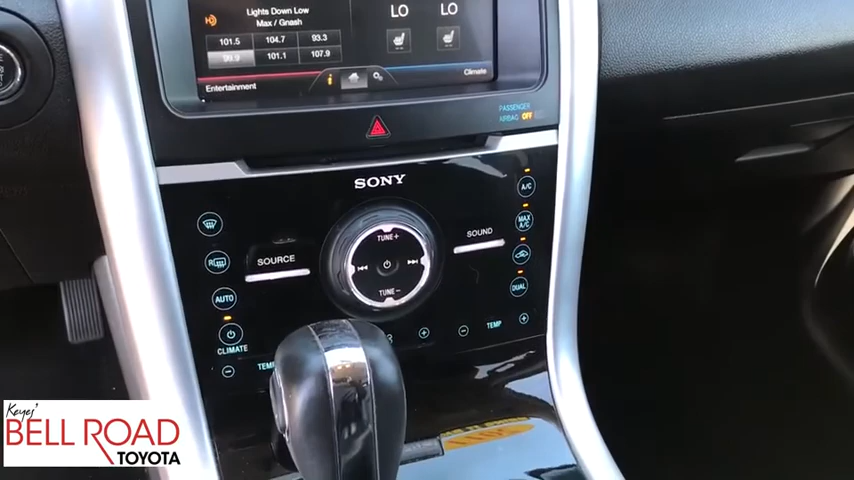 Lights Down Low
Max / Gnash
LO LO
101.5 104.7 93.3
99.9 101.1 107.9
Entertainment
i
Climate
PASSENGER
AIRBAG OFF
SONY
A/C
TUNE+
SOUND
MAX
A/C
SOURCE
R
AUTO
TUNE−
DUAL
CLIMATE
TEMP
TEMP
Keyes'
BELL ROAD
TOYOTA